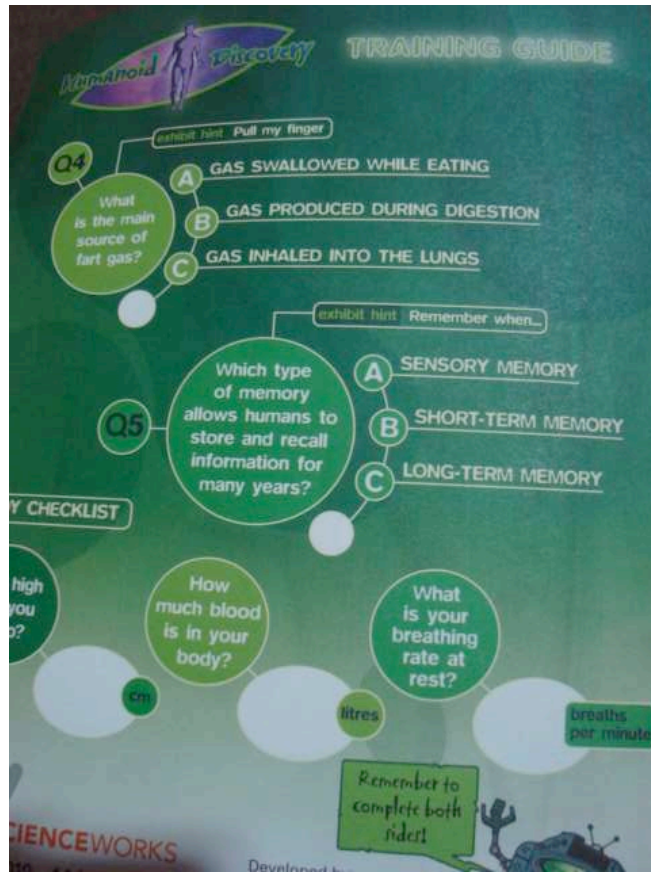 Humanoid Discovery
TRAINING GUIDE
exhibit hint Pull my finger
Q4
What
is the main
source of
fart gas?
A GAS SWALLOWED WHILE EATING
B GAS PRODUCED DURING DIGESTION
C GAS INHALED INTO THE LUNGS
exhibit hint Remember when...
Q5
Which type
of memory
allows humans to
store and recall
information for
many years?
A SENSORY MEMORY
B SHORT-TERM MEMORY
C LONG-TERM MEMORY
Y CHECKLIST
high
you
?
cm
How
much blood
is in your
body?
litres
What
is your
breathing
rate at
rest?
breaths
per minute
Remember to
complete both
sides!
CIENCEWORKS
Developed